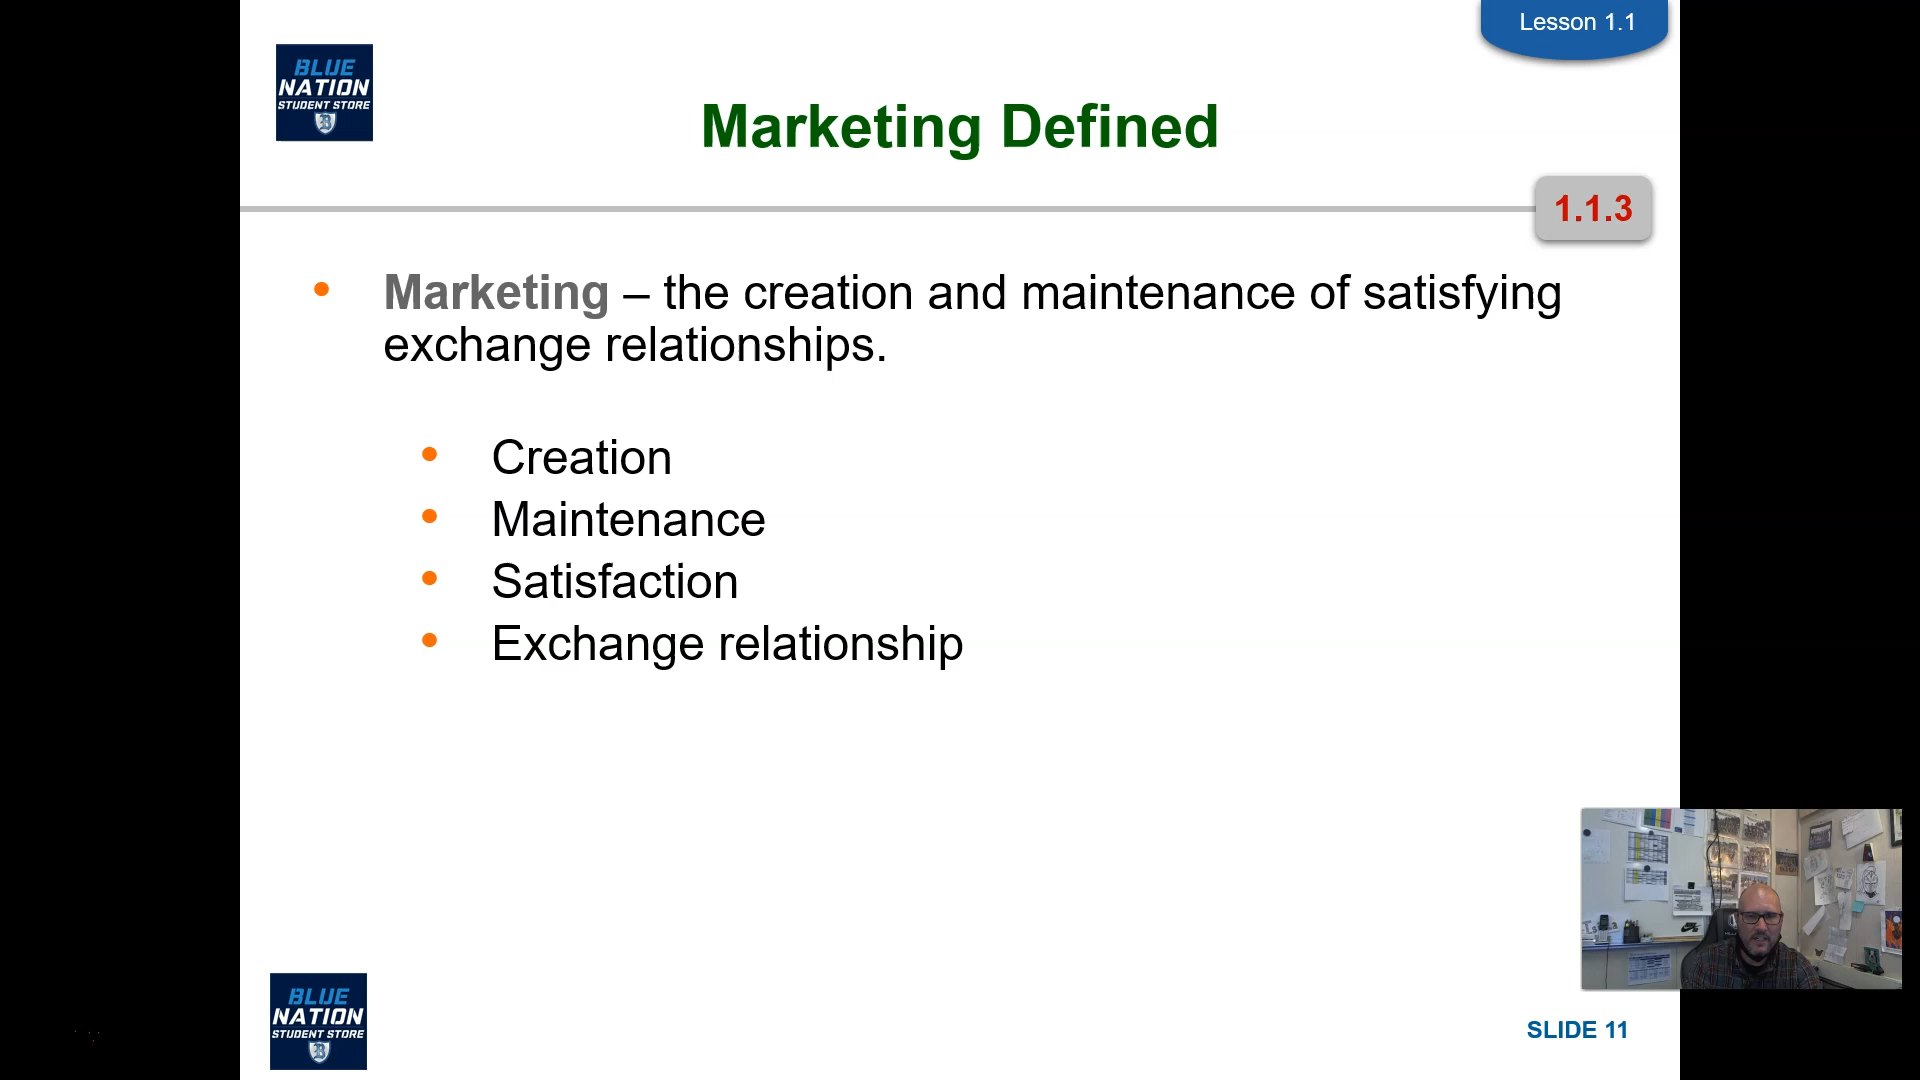 Lesson 1.1
BLUE
NATION
STUDENT STORE
B
Marketing Defined
1.1.3
• Marketing – the creation and maintenance of satisfying
exchange relationships.
• Creation
• Maintenance
• Satisfaction
• Exchange relationship
BLUE
NATION
STUDENT STORE
B
SLIDE 11